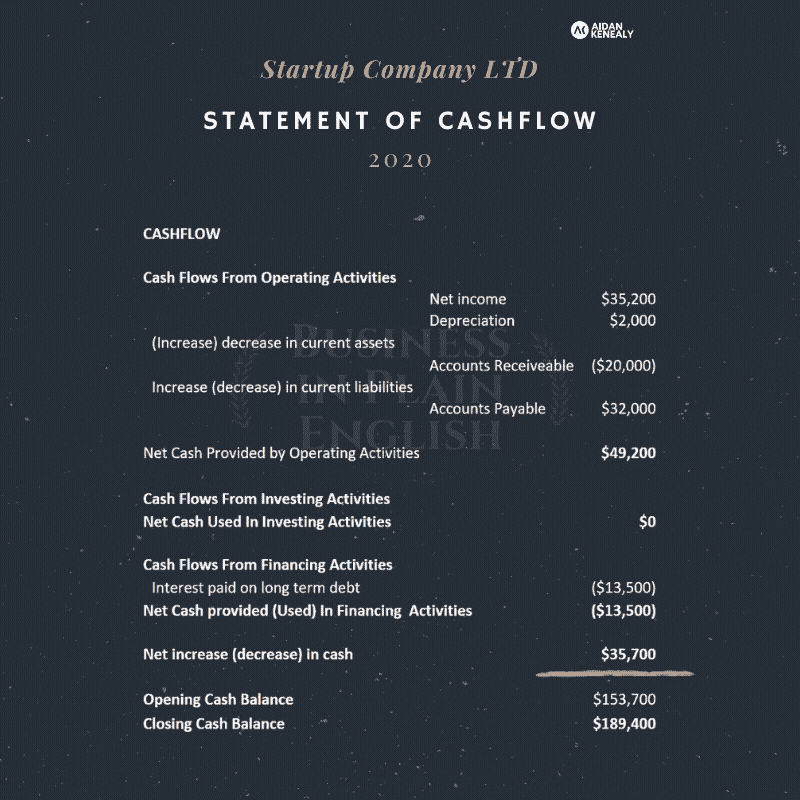 AK AIDAN
KENEALY
Startup Company LTD
STATEMENT OF CASHFLOW
2020
CASHFLOW
Cash Flows From Operating Activities
Net income $35,200
Depreciation $2,000
(Increase) decrease in current assets
Accounts Receiveable ($20,000)
Increase (decrease) in current liabilities
Accounts Payable $32,000
Net Cash Provided by Operating Activities $49,200
Cash Flows From Investing Activities
Net Cash Used In Investing Activities $0
Cash Flows From Financing Activities
Interest paid on long term debt ($13,500)
Net Cash provided (Used) In Financing Activities ($13,500)
Net increase (decrease) in cash $35,700
Opening Cash Balance $153,700
Closing Cash Balance $189,400
BUSINESS
IN PLAIN
ENGLISH